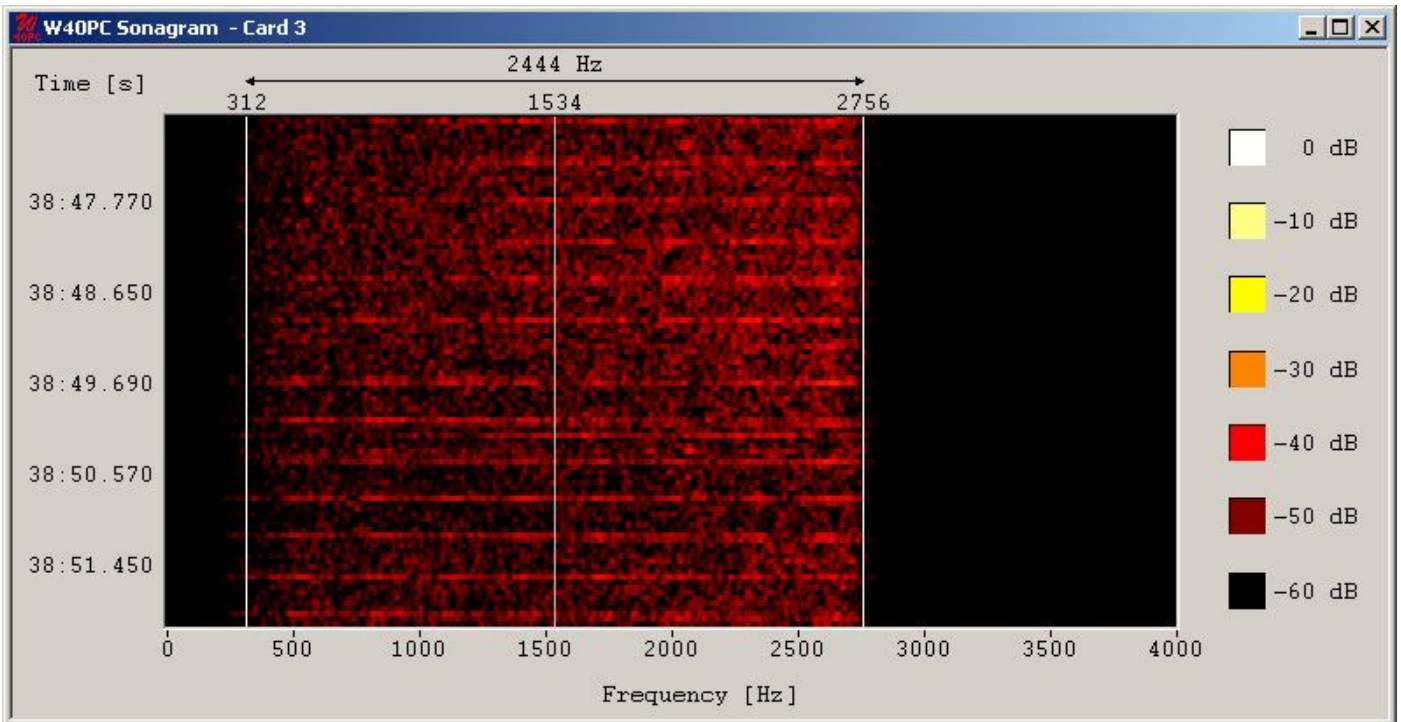 W40PC Sonagram - Card 3
2444 Hz
Time [s]
312 1534 2756
0 dB
38:47.770
-10 dB
38:48.650
-20 dB
38:49.690
-30 dB
-40 dB
38:50.570
-50 dB
38:51.450
-60 dB
0 500 1000 1500 2000 2500 3000 3500 4000
Frequency [Hz]